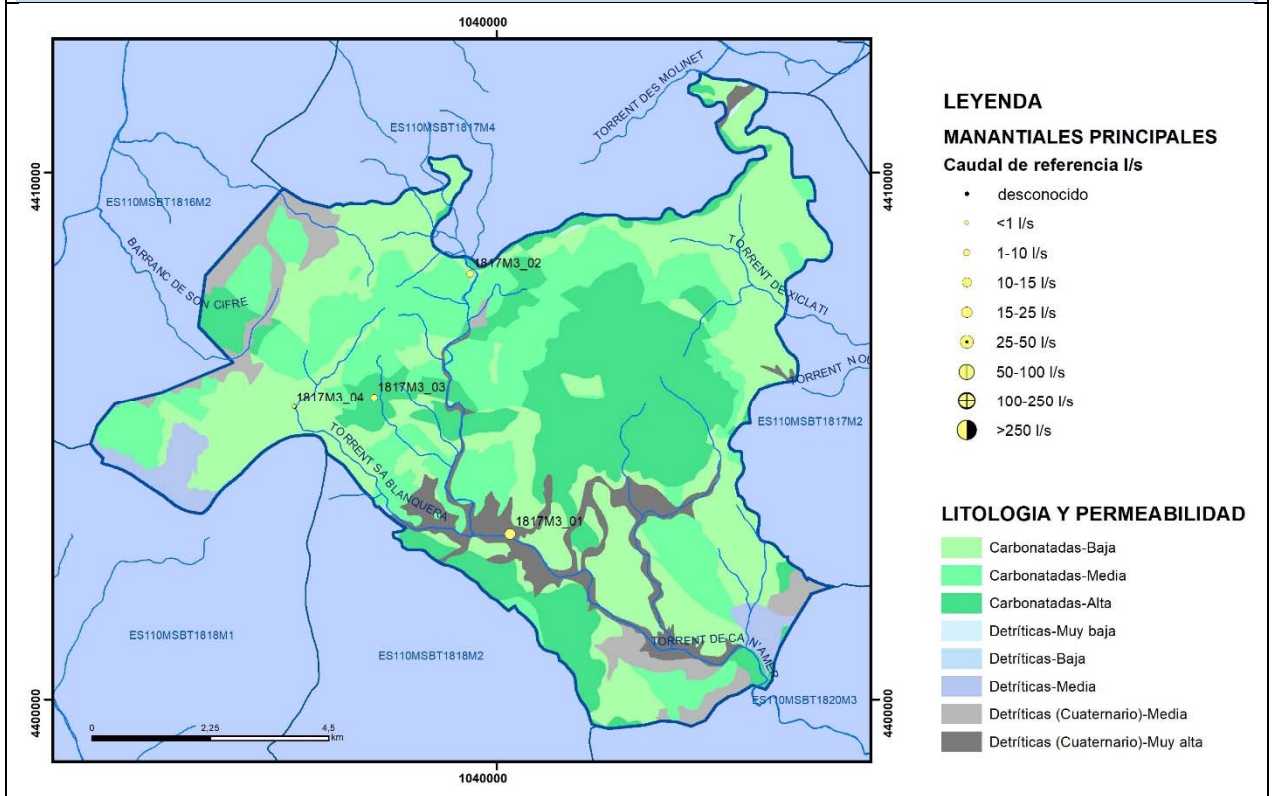 1040000
4410000
4410000
TORRENT DES MOLINET
ES110MSBT1817M4
ES110MSBT1816M2
BARRANC DE SON CIFRE
1817M3_02
TORRENT DE XICLATI
TORRENT NOU
1817M3_03
1817M3_04
ES110MSBT1817M2
TORRENT SA BLANQUERA
1817M3_01
ES110MSBT1818M1
ES110MSBT1818M2
TORRENT DE CA N'AMER
ES110MSBT1820M3
4400000
4400000
0
2,25
4,5
km
1040000
LEYENDA
MANANTIALES PRINCIPALES
Caudal de referencia l/s
desconocido
<1 l/s
1-10 l/s
10-15 l/s
15-25 l/s
25-50 l/s
50-100 l/s
100-250 l/s
>250 l/s
LITOLOGIA Y PERMEABILIDAD
Carbonatadas-Baja
Carbonatadas-Media
Carbonatadas-Alta
Detríticas-Muy baja
Detríticas-Baja
Detríticas-Media
Detríticas (Cuaternario)-Media
Detríticas (Cuaternario)-Muy alta